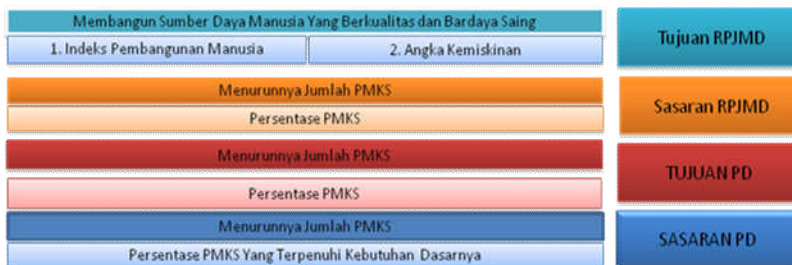 Membangun Sumber Daya Manusia Yang Berkualitas dan Bardaya Saing
Tujuan RPJMD
1. Indeks Pembangunan Manusia
2. Angka Kemiskinan
Menurunnya Jumlah PMKS
Sasaran RPJMD
Persentase PMKS
Menurunnya Jumlah PMKS
TUJUAN PD
Persentase PMKS
Menurunnya Jumlah PMKS
SASARAN PD
Persentase PMKS Yang Terpenuhi Kebutuhan Dasarnya